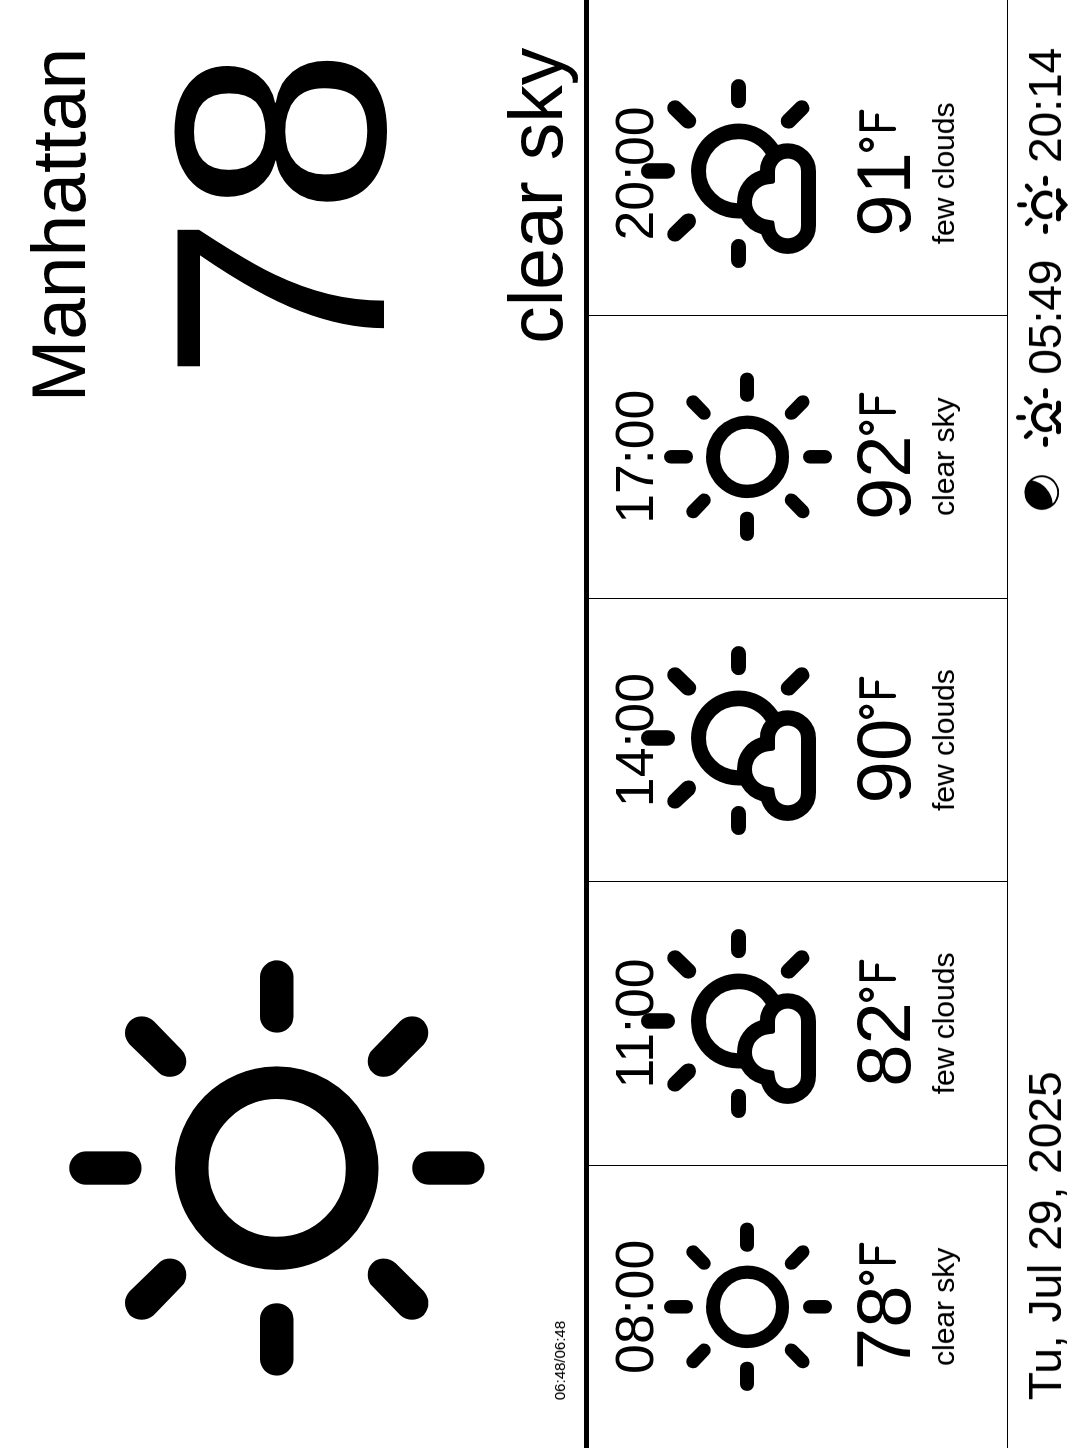 Manhattan
78
clear sky
06:48/06:48
08:00
78°F
clear sky
11:00
82°F
few clouds
14:00
90°F
few clouds
17:00
92°F
clear sky
20:00
91°F
few clouds
Tu, Jul 29, 2025
05:49 20:14